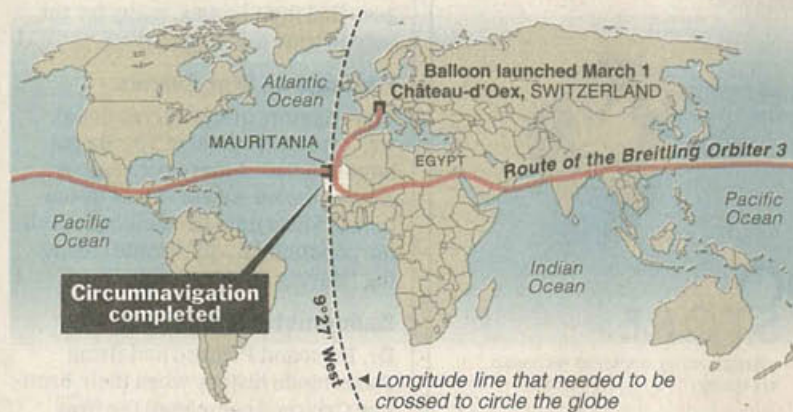 Atlantic
Ocean
Balloon launched March 1
Château-d'Oex, SWITZERLAND
MAURITANIA
EGYPT
Route of the Breitling Orbiter 3
Pacific
Ocean
Pacific
Ocean
Indian
Ocean
Circumnavigation
completed
9°27' West
◄ Longitude line that needed to be
crossed to circle the globe